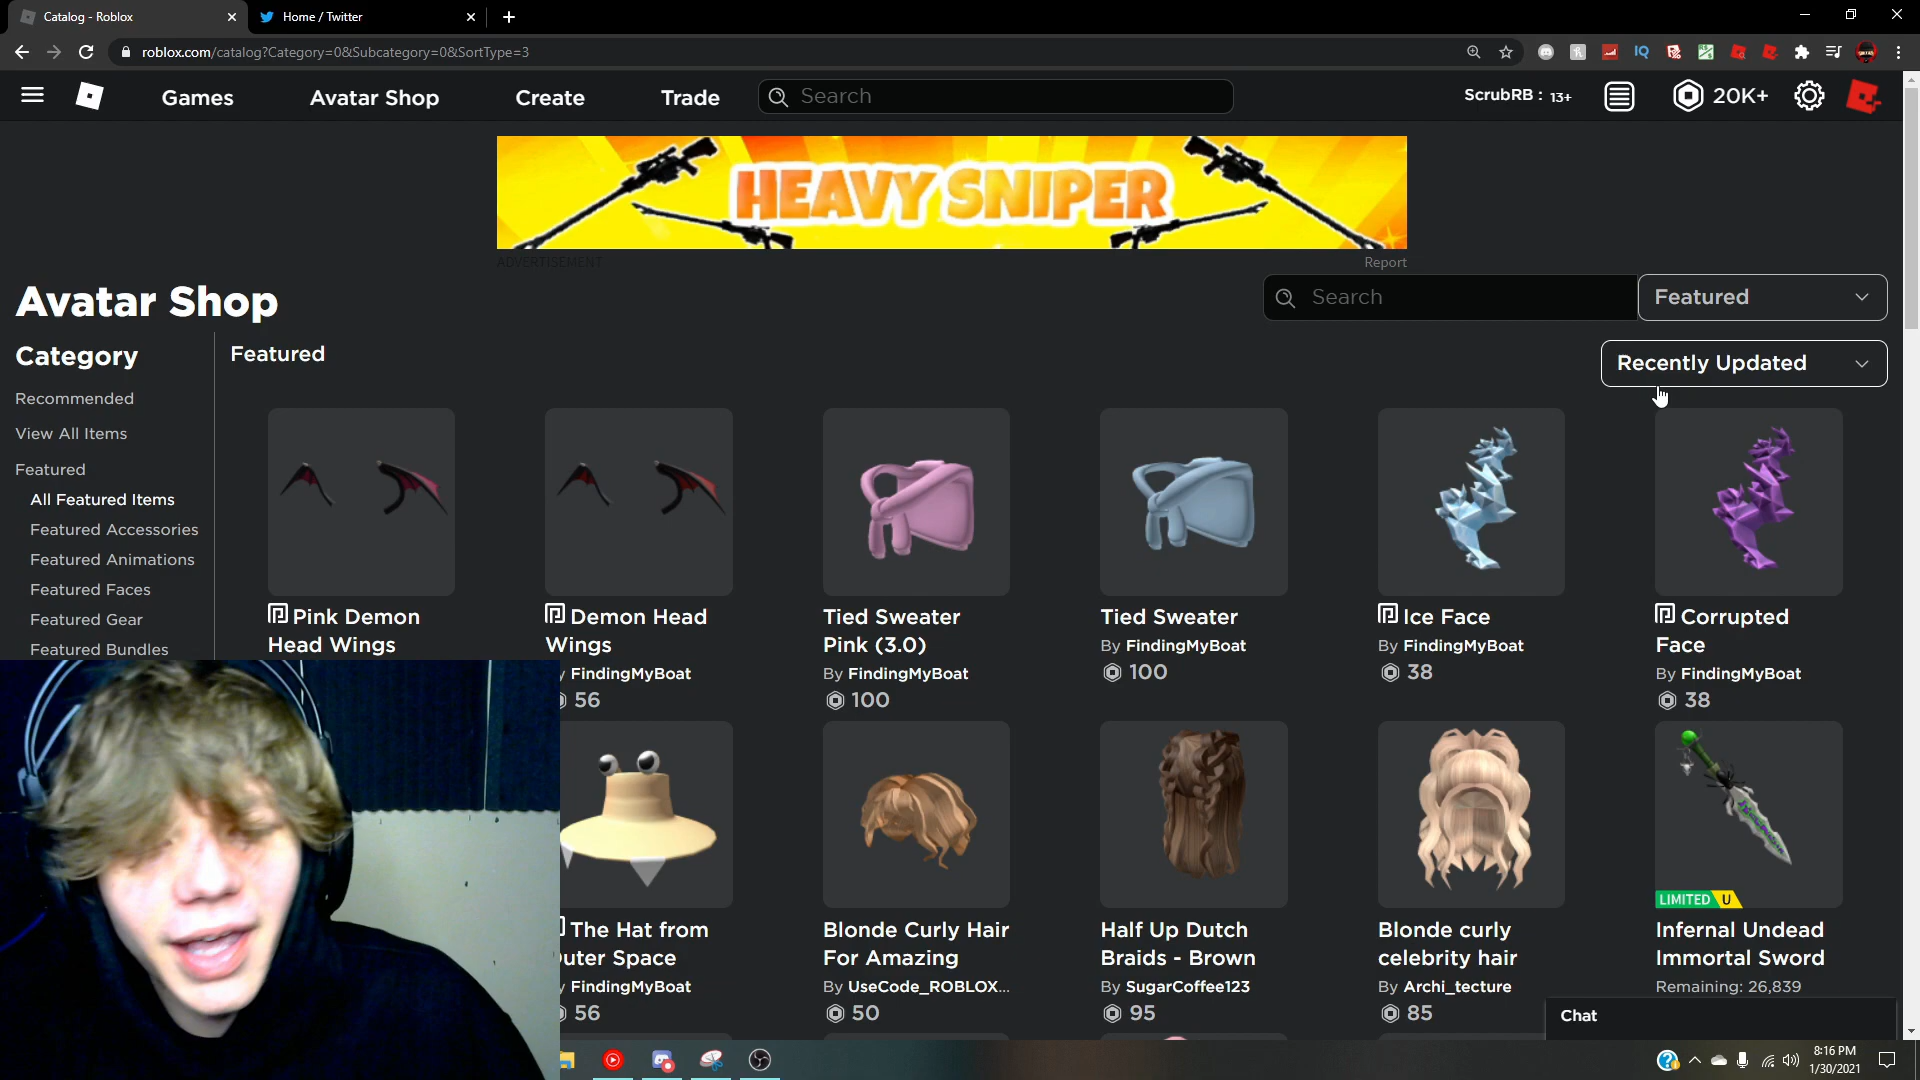 Catalog - Roblox
Home / Twitter
roblox.com/catalog?Category=0&Subcategory=0&SortType=3
Games
Avatar Shop
Create
Trade
Search
ScrubRB : 13+
20K+
HEAVY SNIPER
ADVERTISEMENT
Report
Avatar Shop
Search
Featured
Category
Featured
Recently Updated
Recommended
View All Items
Featured
All Featured Items
Featured Accessories
Featured Animations
Featured Faces
Featured Gear
Featured Bundles
Pink Demon
Head Wings
Demon Head
Wings
FindingMyBoat
56
Tied Sweater
Pink (3.0)
By FindingMyBoat
100
Tied Sweater
By FindingMyBoat
100
Ice Face
By FindingMyBoat
38
Corrupted
Face
By FindingMyBoat
38
The Hat from
uter Space
FindingMyBoat
56
Blonde Curly Hair
For Amazing
By UseCode_ROBLOX...
50
Half Up Dutch
Braids - Brown
By SugarCoffee123
95
Blonde curly
celebrity hair
By Archi_tecture
85
LIMITED U
Infernal Undead
Immortal Sword
Remaining: 26,839
Chat
8:16 PM
1/30/2021